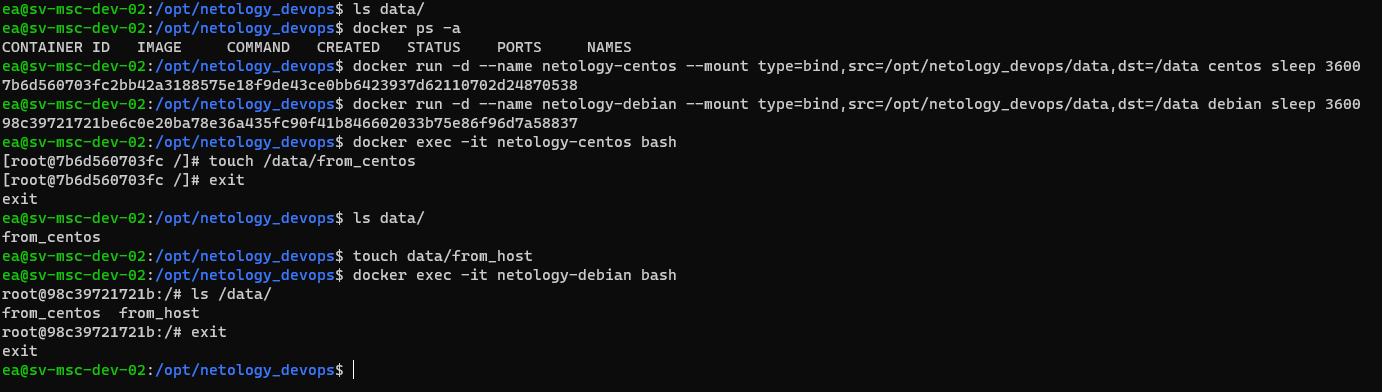 ea@sv-msc-dev-02:/opt/netology_devops$ ls data/
ea@sv-msc-dev-02:/opt/netology_devops$ docker ps -a
CONTAINER ID   IMAGE     COMMAND   CREATED   STATUS    PORTS     NAMES
ea@sv-msc-dev-02:/opt/netology_devops$ docker run -d --name netology-centos --mount type=bind,src=/opt/netology_devops/data,dst=/data centos sleep 3600
7b6d560703fc2bb42a3188575e18f9de43ce0bb6423937d62110702d24870538
ea@sv-msc-dev-02:/opt/netology_devops$ docker run -d --name netology-debian --mount type=bind,src=/opt/netology_devops/data,dst=/data debian sleep 3600
98c39721721be6c0e20ba78e36a435fc90f41b846602033b75e86f96d7a58837
ea@sv-msc-dev-02:/opt/netology_devops$ docker exec -it netology-centos bash
[root@7b6d560703fc /]# touch /data/from_centos
[root@7b6d560703fc /]# exit
exit
ea@sv-msc-dev-02:/opt/netology_devops$ ls data/
from_centos
ea@sv-msc-dev-02:/opt/netology_devops$ touch data/from_host
ea@sv-msc-dev-02:/opt/netology_devops$ docker exec -it netology-debian bash
root@98c39721721b:/# ls /data/
from_centos  from_host
root@98c39721721b:/# exit
exit
ea@sv-msc-dev-02:/opt/netology_devops$